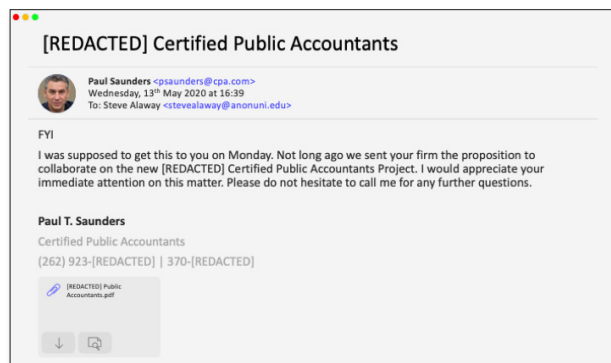 [REDACTED] Certified Public Accountants
Paul Saunders <psaunders@cpa.com>
Wednesday, 13th May 2020 at 16:39
To: Steve Alaway <stevealaway@anonuni.edu>
FYI
I was supposed to get this to you on Monday. Not long ago we sent your firm the proposition to
collaborate on the new [REDACTED] Certified Public Accountants Project. I would appreciate your
immediate attention on this matter. Please do not hesitate to call me for any further questions.
Paul T. Saunders
Certified Public Accountants
(262) 923-[REDACTED] | 370-[REDACTED]
[REDACTED] Public
Accountants.pdf